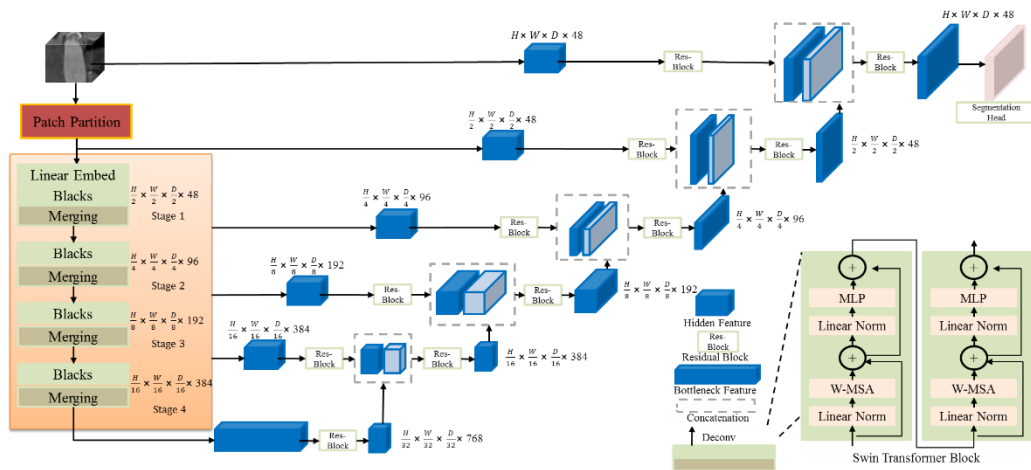 H × W × D × 48
Res-Block
Res-Block
H × W × D × 48
Segmentation Head
Patch Partition
H/2 × W/2 × D/2 × 48
Res-Block
Res-Block
H/2 × W/2 × D/2 × 48
Linear Embed
Blacks
Merging
H/2 × W/2 × D/2 × 48
Stage 1
H/4 × W/4 × D/4 × 96
Res-Block
Res-Block
H/4 × W/4 × D/4 × 96
Blacks
Merging
H/4 × W/4 × D/4 × 96
Stage 2
H/8 × W/8 × D/8 × 192
Res-Block
Res-Block
H/8 × W/8 × D/8 × 192
Blacks
Merging
H/8 × W/8 × D/8 × 192
Stage 3
H/16 × W/16 × D/16 × 384
Res-Block
Res-Block
H/16 × W/16 × D/16 × 384
Blacks
Merging
H/16 × W/16 × D/16 × 384
Stage 4
Res-Block
H/32 × W/32 × D/32 × 768
Hidden Feature
Res-Block
Residual Block
Bottleneck Feature
Concatenation
Deconv
+
MLP
Linear Norm
+
W-MSA
Linear Norm
+
MLP
Linear Norm
+
W-MSA
Linear Norm
Swin Transformer Block